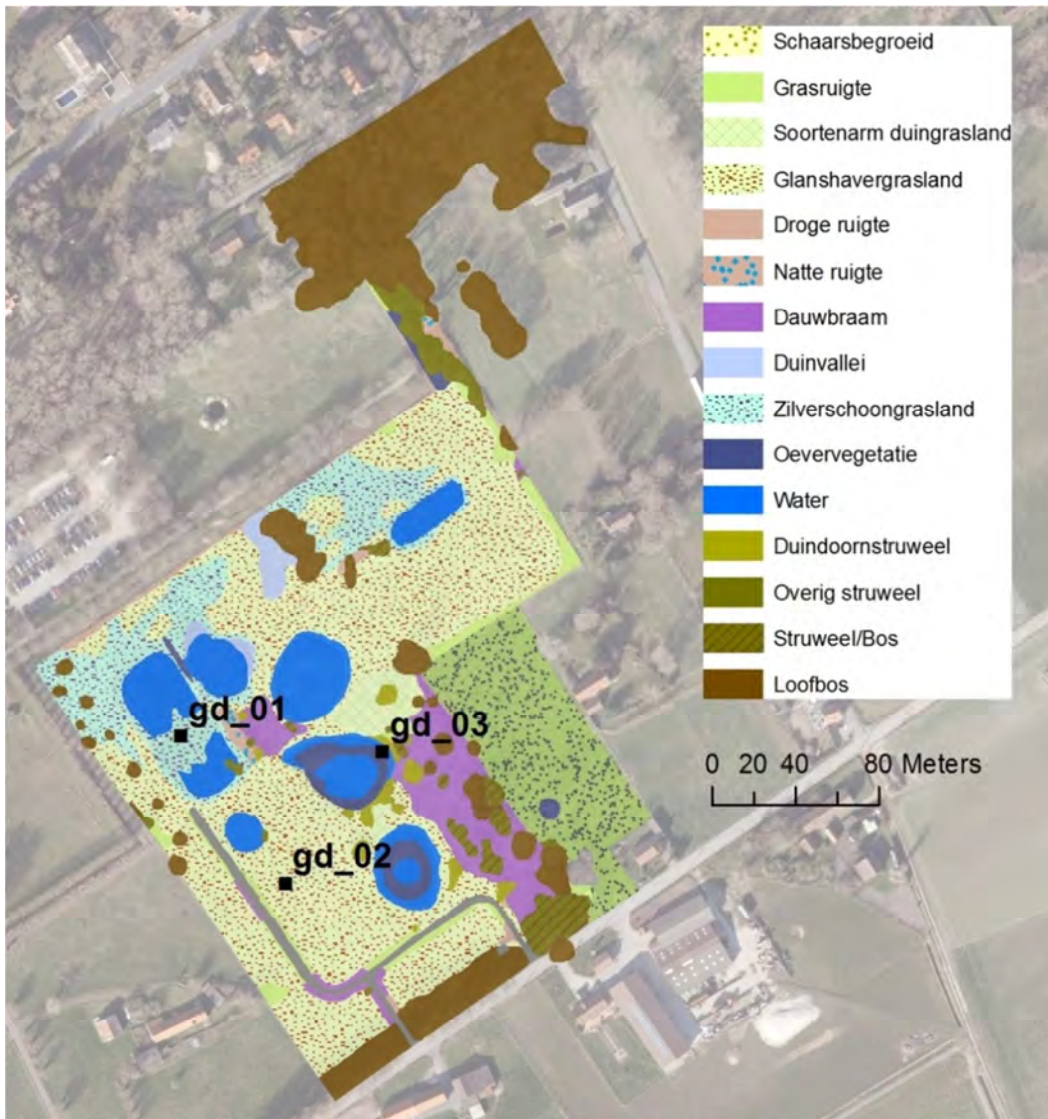 Schaarsbegroeid
Grasruigte
Soortenarm duingrasland
Glanshavergrasland
Droge ruigte
Natte ruigte
Dauwbraam
Duinvallei
Zilverschoongrasland
Oevervegetatie
Water
Duindoornstruweel
Overig struweel
Struweel/Bos
Loofbos
0 20 40 80 Meters
gd_01
gd_03
gd_02